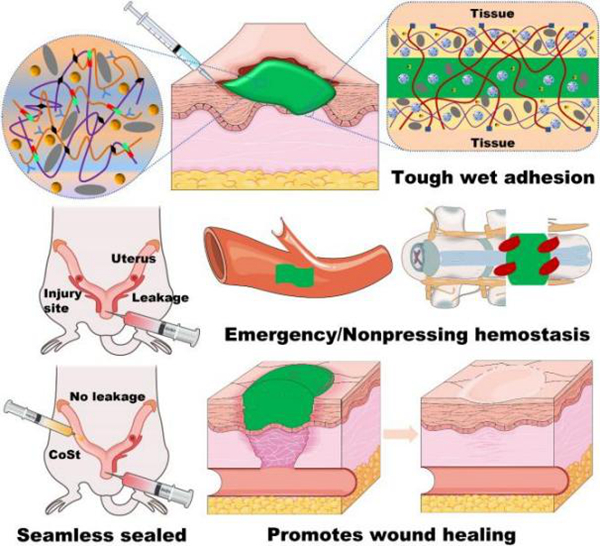 Tissue
Tissue
Tough wet adhesion
Uterus
Injury
site
Leakage
Emergency/Nonpressing hemostasis
No leakage
CoSt
Seamless sealed
Promotes wound healing